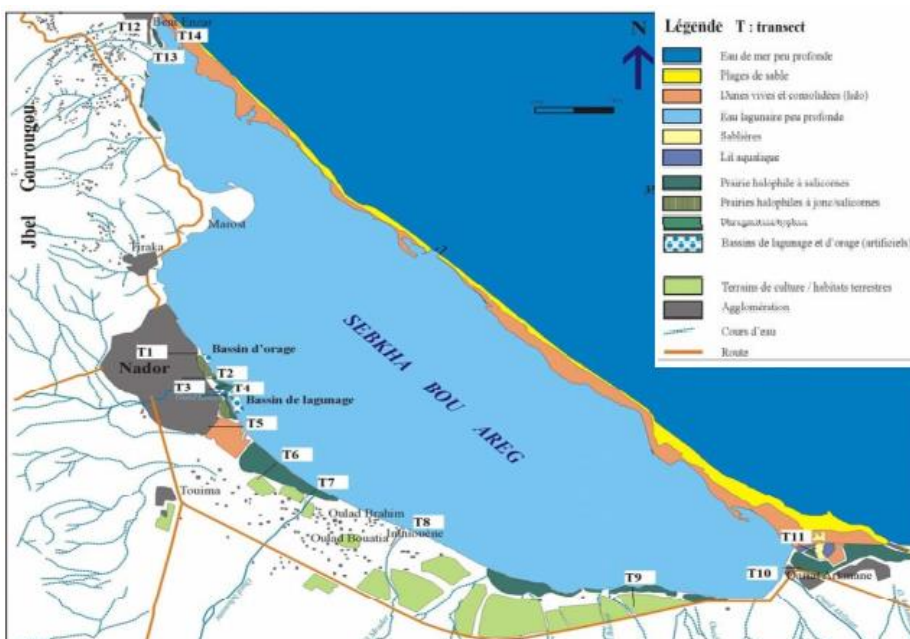 Légende T : transect
N
Eau de mer peu profonde
Plages de sable
Dunes vives et consolidées (lido)
Eau lagunaire peu profonde
Sablières
Lit aquatique
Prairie halophile à salicornes
Prairies halophiles à jonc/salicornes
Bassins de lagunage et d'orage (artificiels)
Terrains de culture / habitats terrestres
Agglomération
Cours d'eau
Route
T12
Beni Enzar
T14
T13
Jbel Gourougou
Marost
Tiraka
SEBKHA BOU AREG
T1
Bassin d'orage
Nador
T2
T3
T4
Bassin de lagunage
T5
T6
T7
Touima
Oulad Brahim
T8
Oulad Bouatia
T11
T10
T9